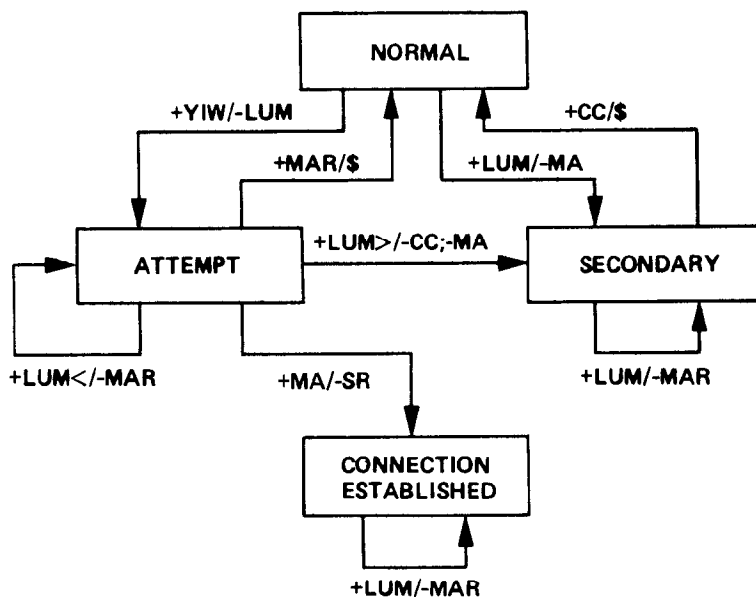 NORMAL
+YIW/-LUM
+CC/$
+MAR/$
+LUM/-MA
+LUM>/-CC;-MA
ATTEMPT
SECONDARY
+LUM</-MAR
+MA/-SR
+LUM/-MAR
CONNECTION
ESTABLISHED
+LUM/-MAR